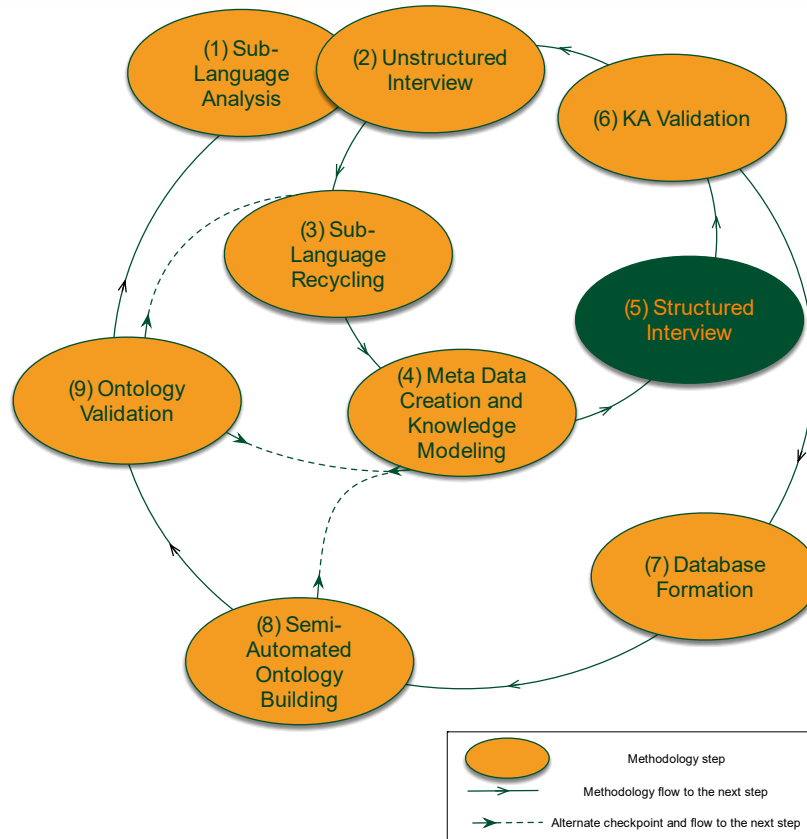 (1) Sub-
Language
Analysis
(2) Unstructured
Interview
(6) KA Validation
(3) Sub-
Language
Recycling
(5) Structured
Interview
(9) Ontology
Validation
(4) Meta Data
Creation and
Knowledge
Modeling
(7) Database
Formation
(8) Semi-
Automated
Ontology
Building
Methodology step
Methodology flow to the next step
Alternate checkpoint and flow to the next step